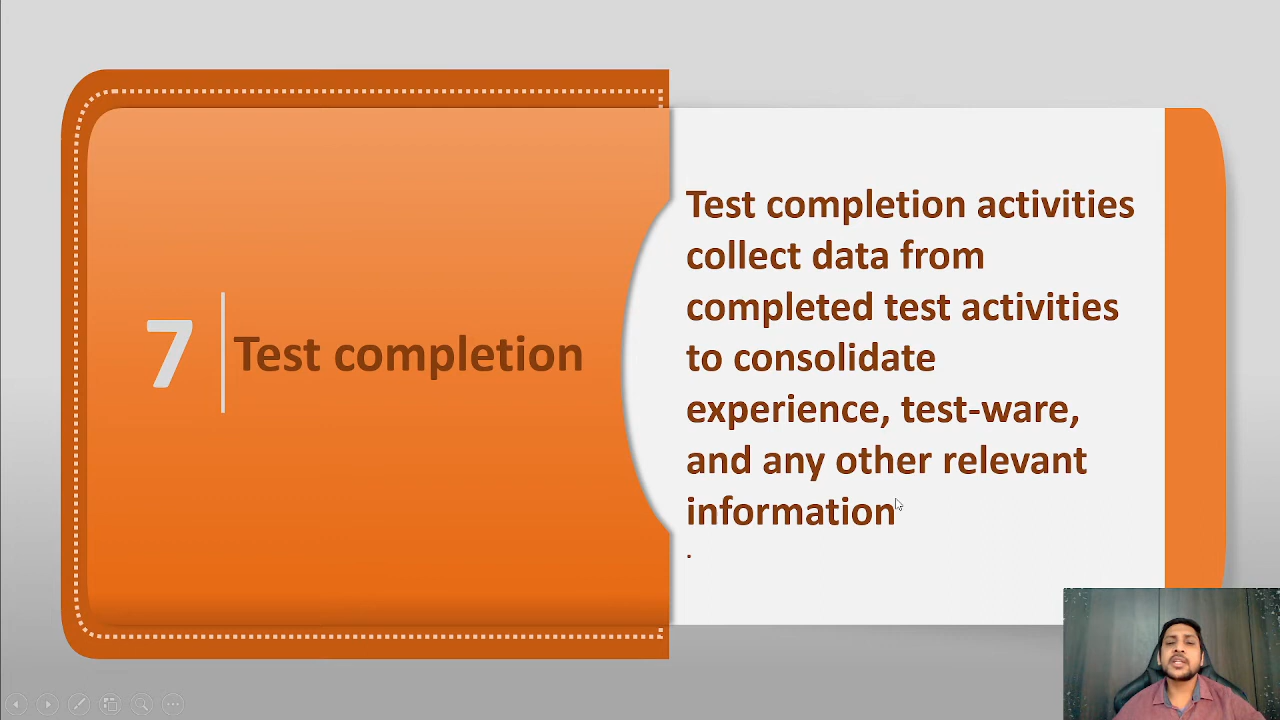 7
Test completion
Test completion activities
collect data from
completed test activities
to consolidate
experience, test-ware,
and any other relevant
information
.